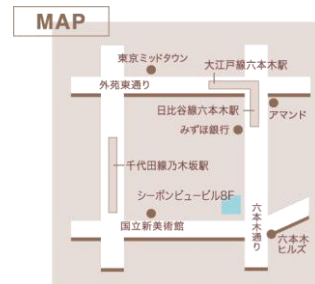 MAP
東京ミッドタウン
大江戸線六本木駅
外苑東通り
日比谷線六本木駅
アマンド
みずほ銀行
千代田線乃木坂駅
シーボンビュービル8F
国立新美術館
六本木通り
六本木
ヒルズ